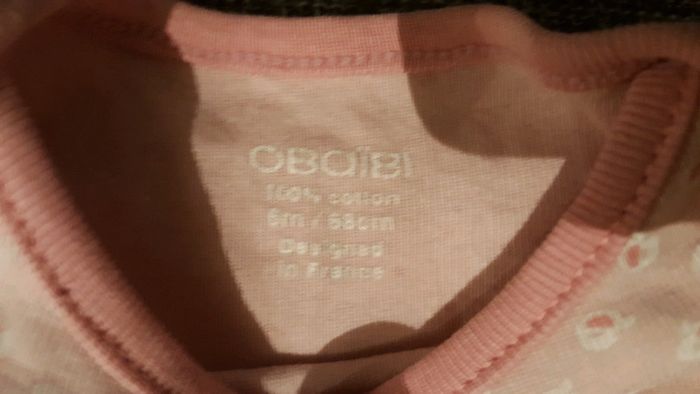 OBaïBI
100% cotton
6m / 68cm
Designed
in France